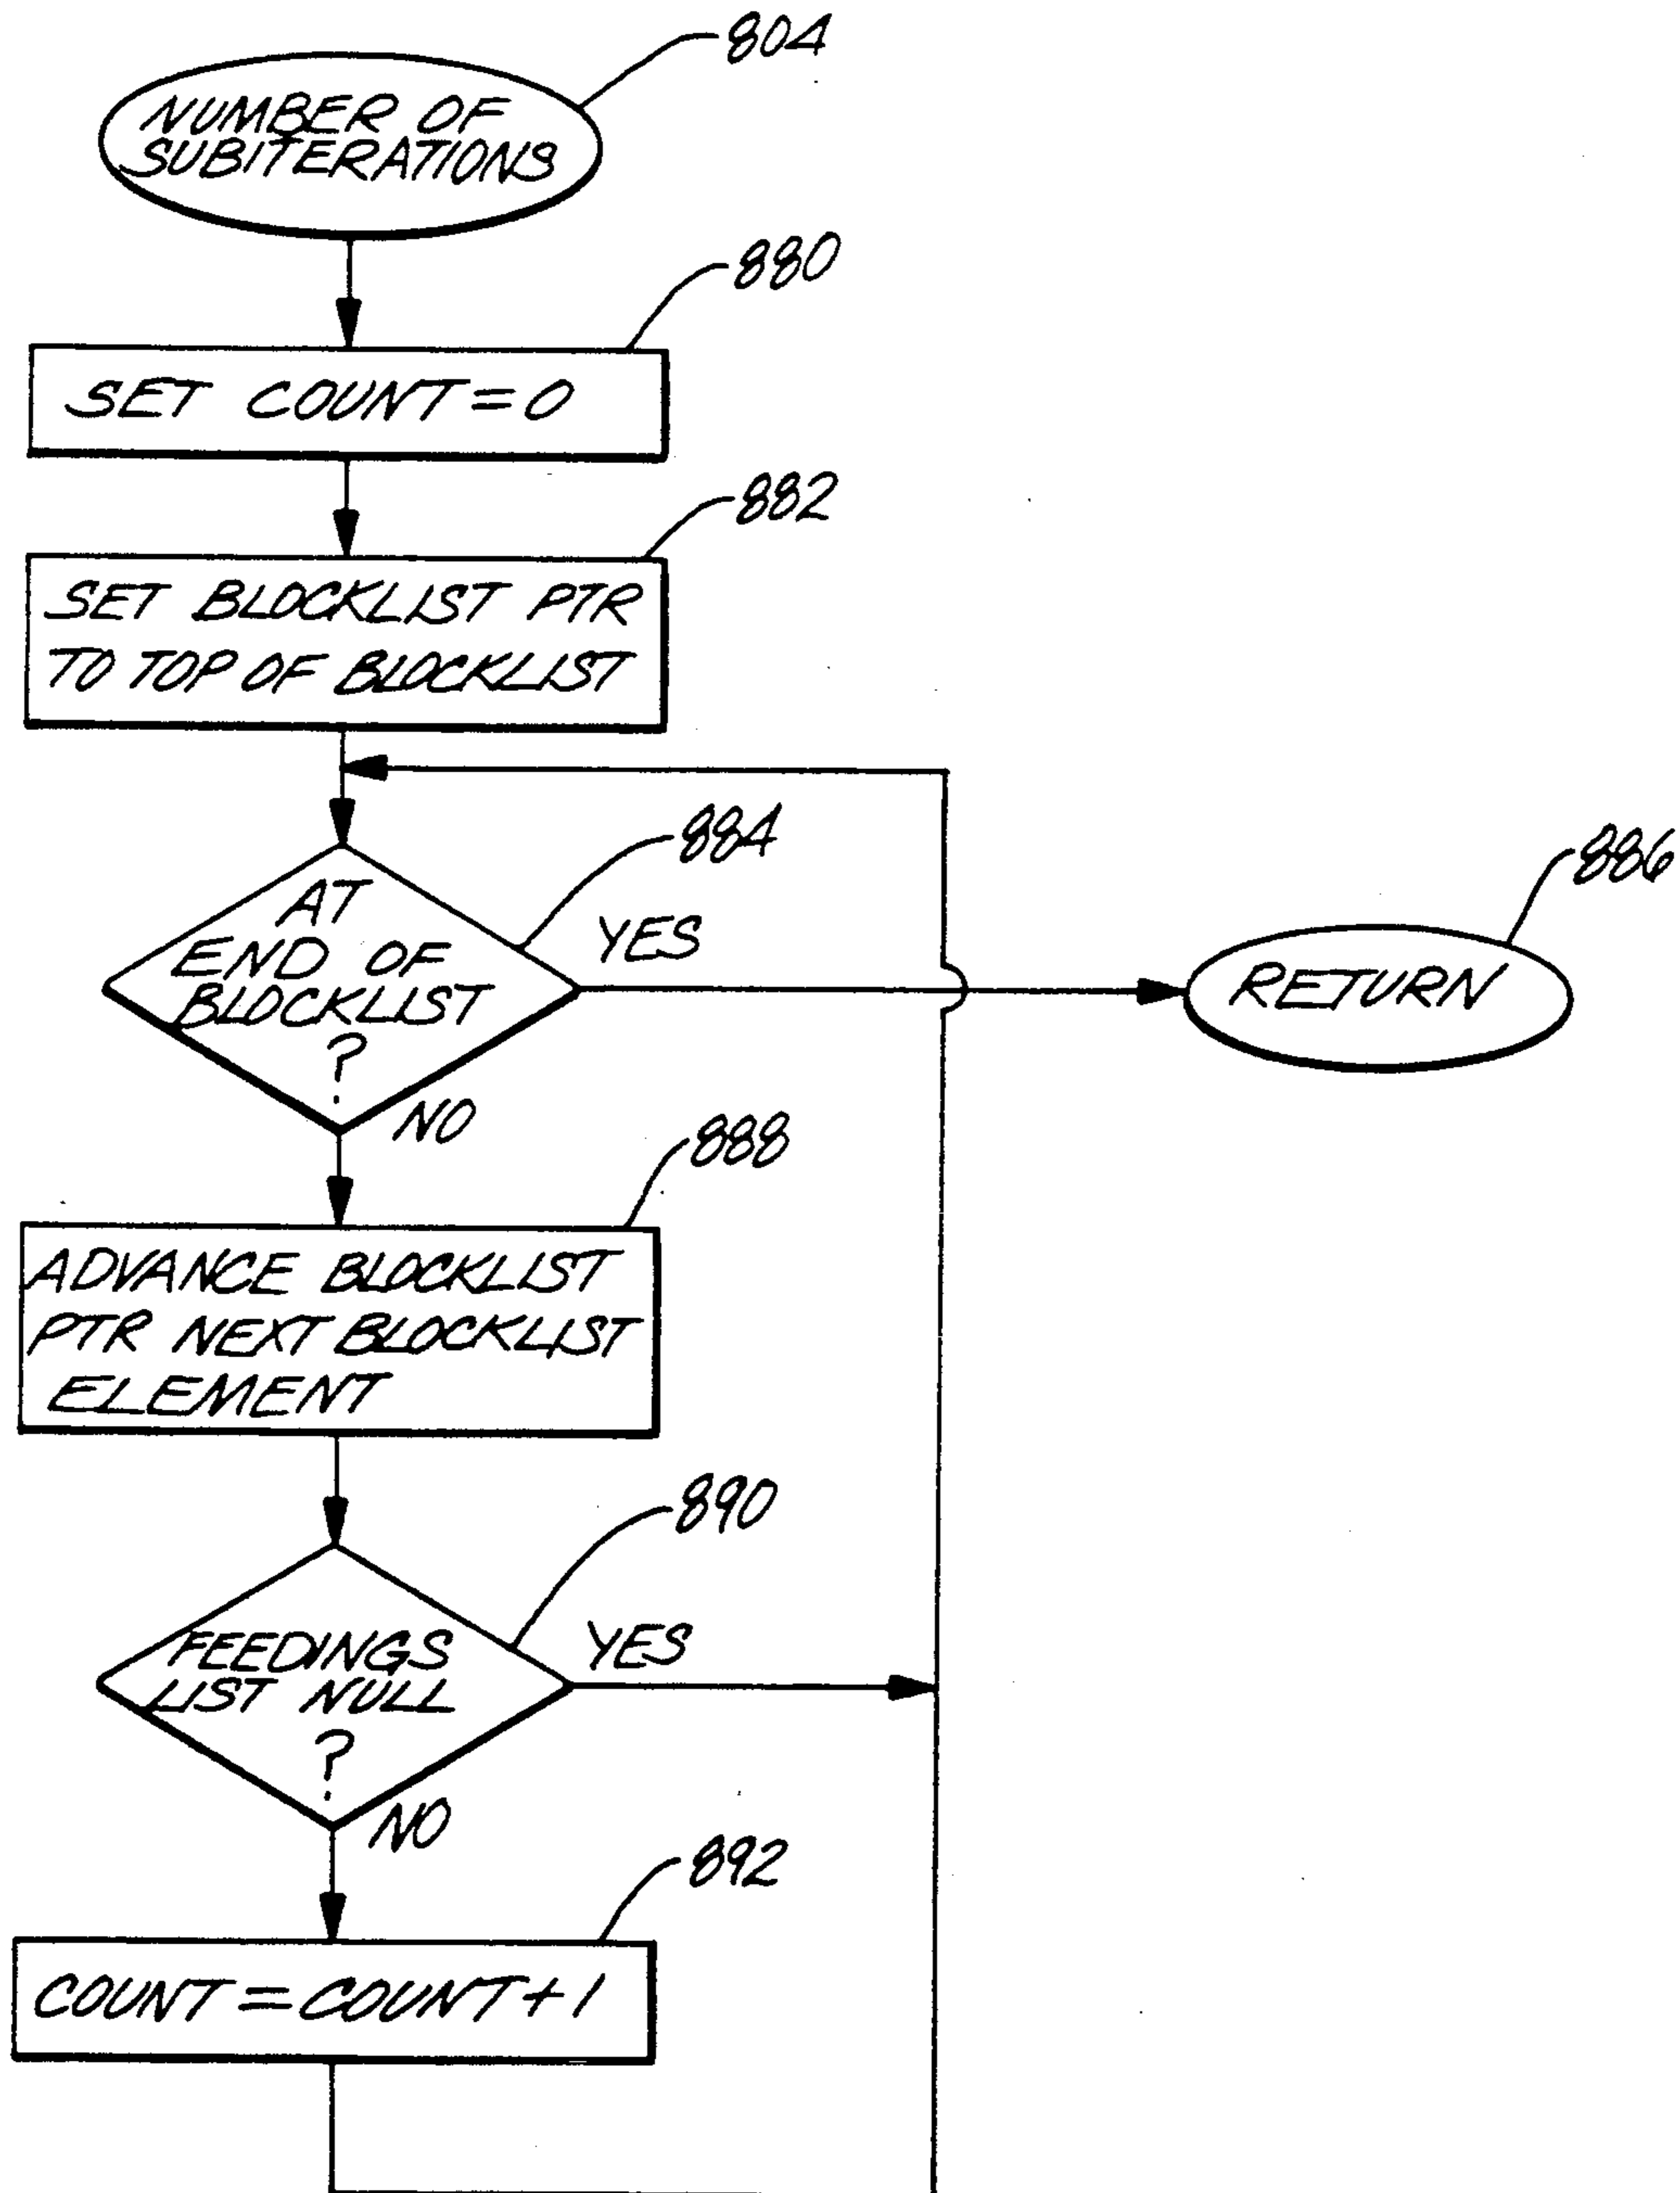 804
NUMBER OF
SUBITERATIONS
880
SET COUNT = 0
882
SET BLOCKLIST PTR
TO TOP OF BLOCKLIST
884
AT
END OF
BLOCKLIST
?
YES
886
RETURN
NO
888
ADVANCE BLOCKLIST
PTR NEXT BLOCKLIST
ELEMENT
890
FEEDINGS
LIST NULL
?
YES
NO
892
COUNT = COUNT + 1